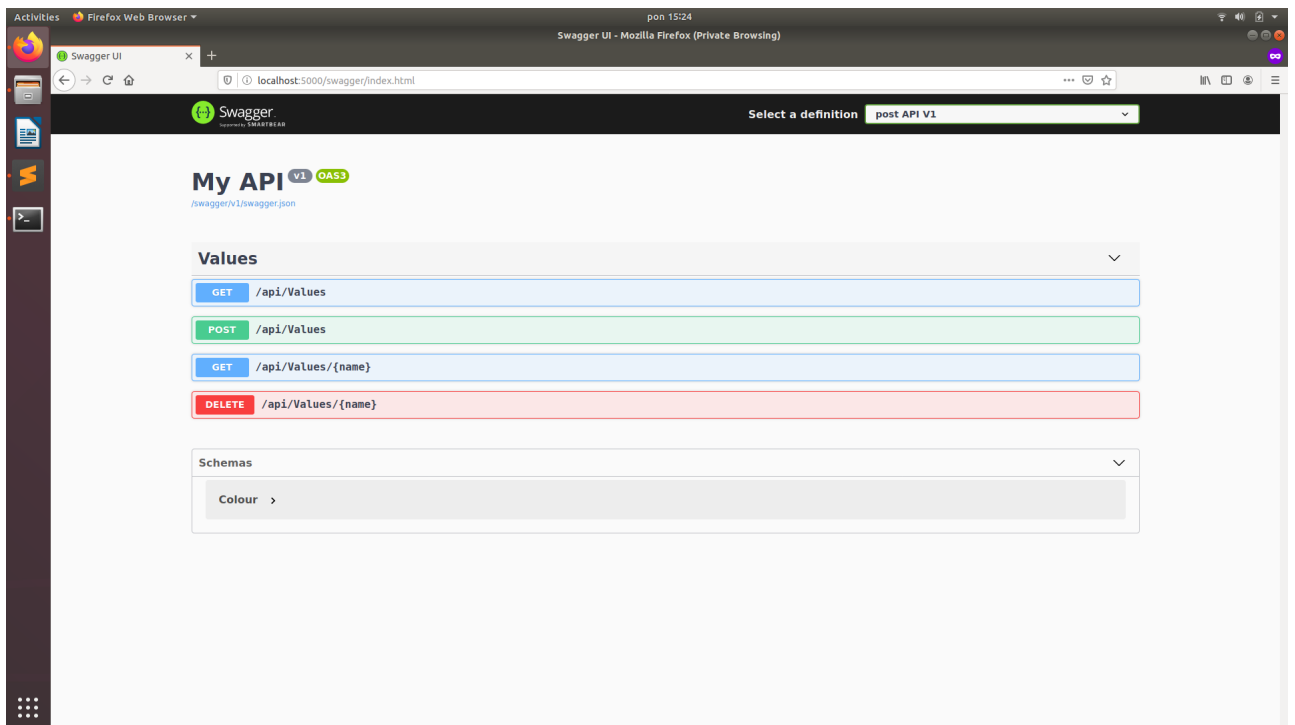 Activities Firefox Web Browser pon 15:24
Swagger UI - Mozilla Firefox (Private Browsing)
Swagger UI
localhost:5000/swagger/index.html
Swagger. Select a definition post API V1
Supported by SMARTBEAR
My API v1 OAS3
/swagger/v1/swagger.json
Values
GET /api/Values
POST /api/Values
GET /api/Values/{name}
DELETE /api/Values/{name}
Schemas
Colour